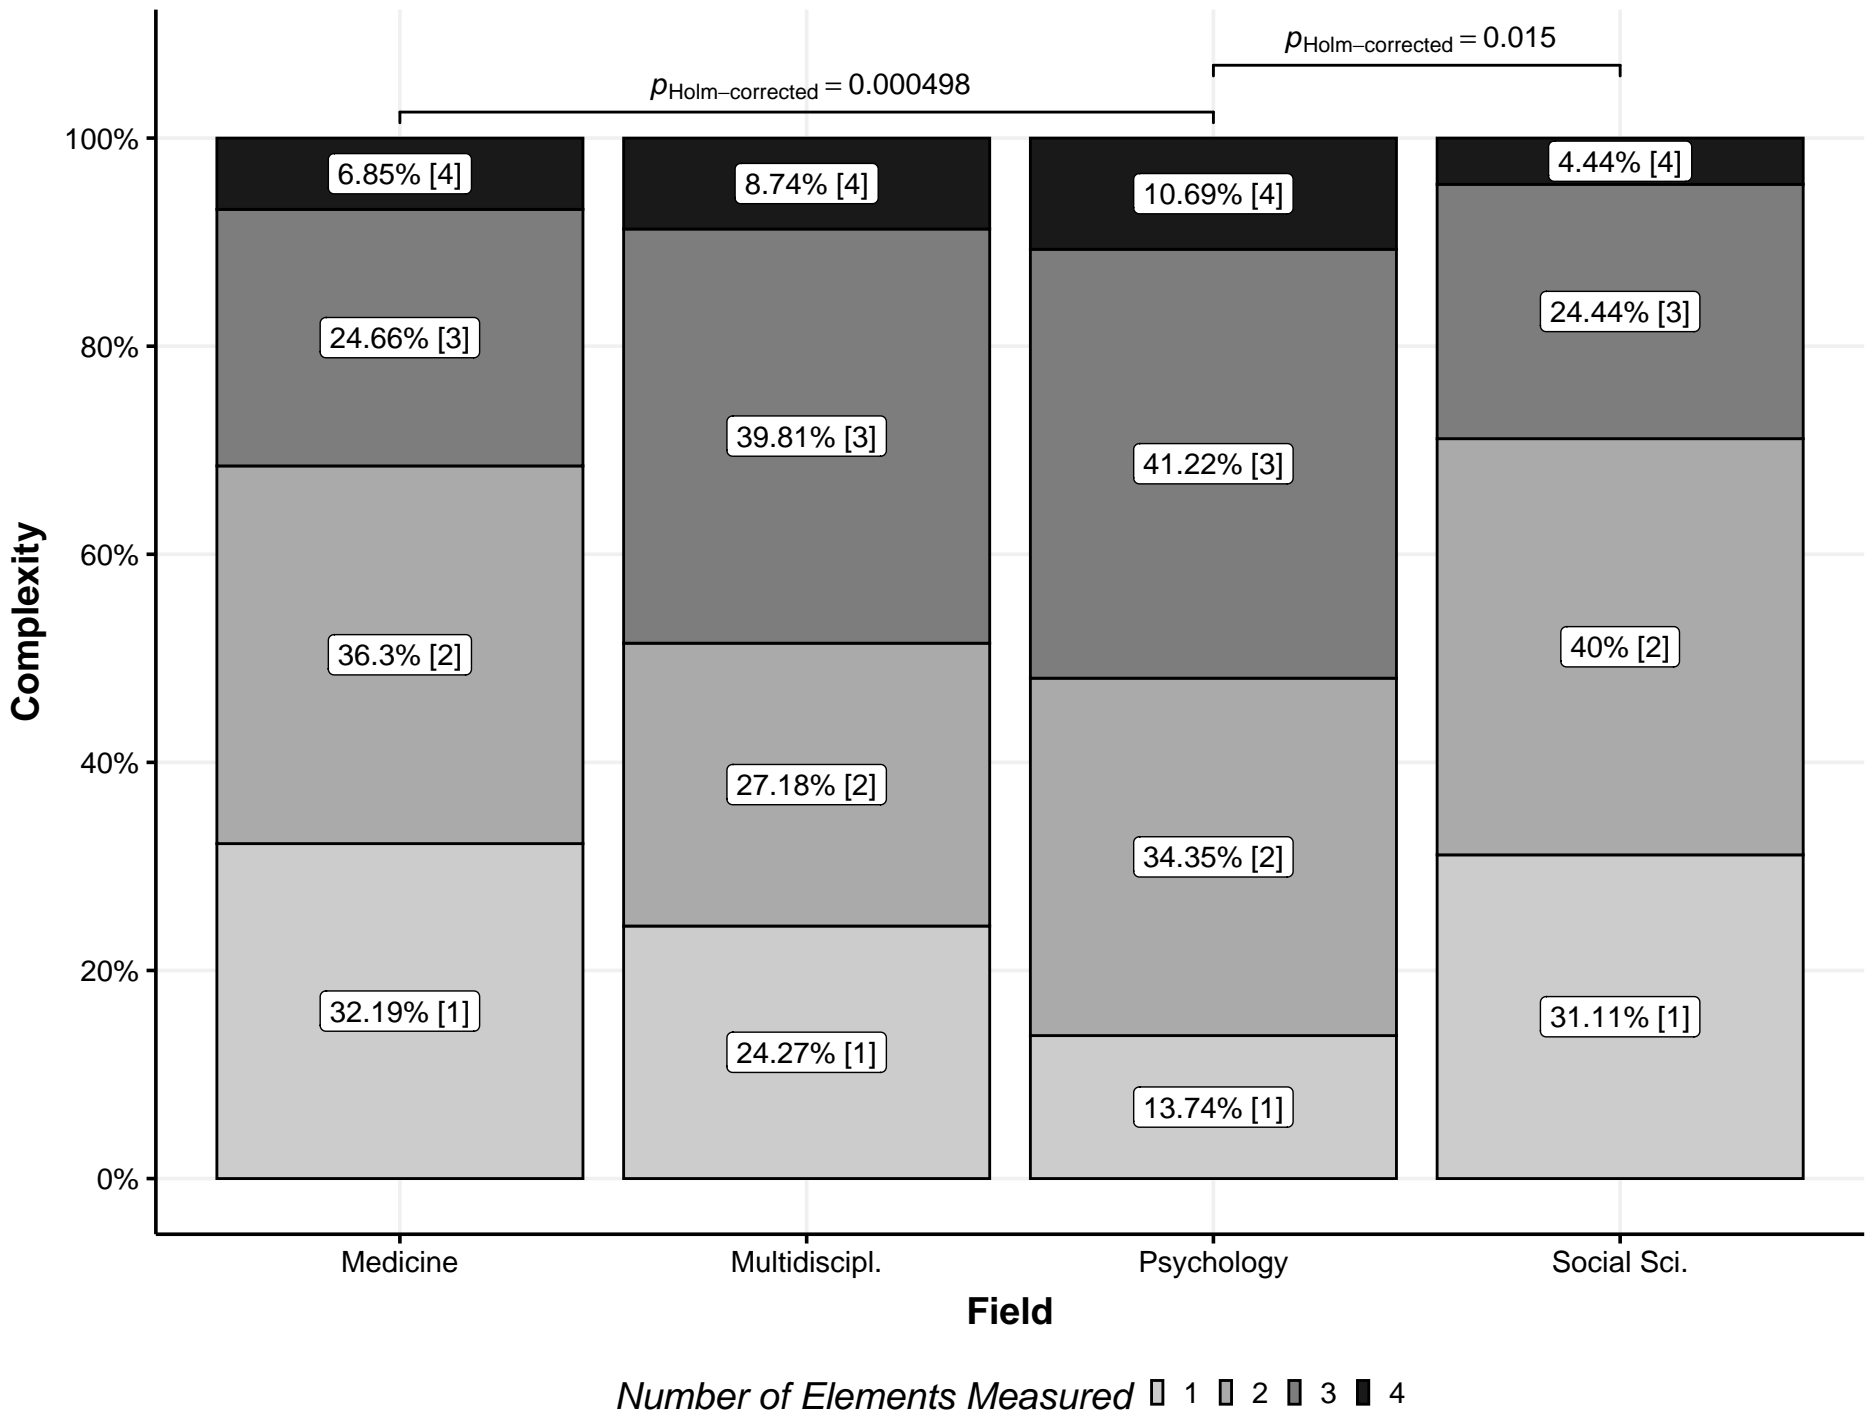 pHolm−corrected = 0.015
pHolm−corrected = 0.000498
100%
80%
60%
40%
20%
0%
Complexity
6.85% [4]
24.66% [3]
36.3% [2]
32.19% [1]
8.74% [4]
39.81% [3]
27.18% [2]
24.27% [1]
10.69% [4]
41.22% [3]
34.35% [2]
13.74% [1]
4.44% [4]
24.44% [3]
40% [2]
31.11% [1]
Medicine
Multidiscipl.
Psychology
Social Sci.
Field
Number of Elements Measured 1 2 3 4